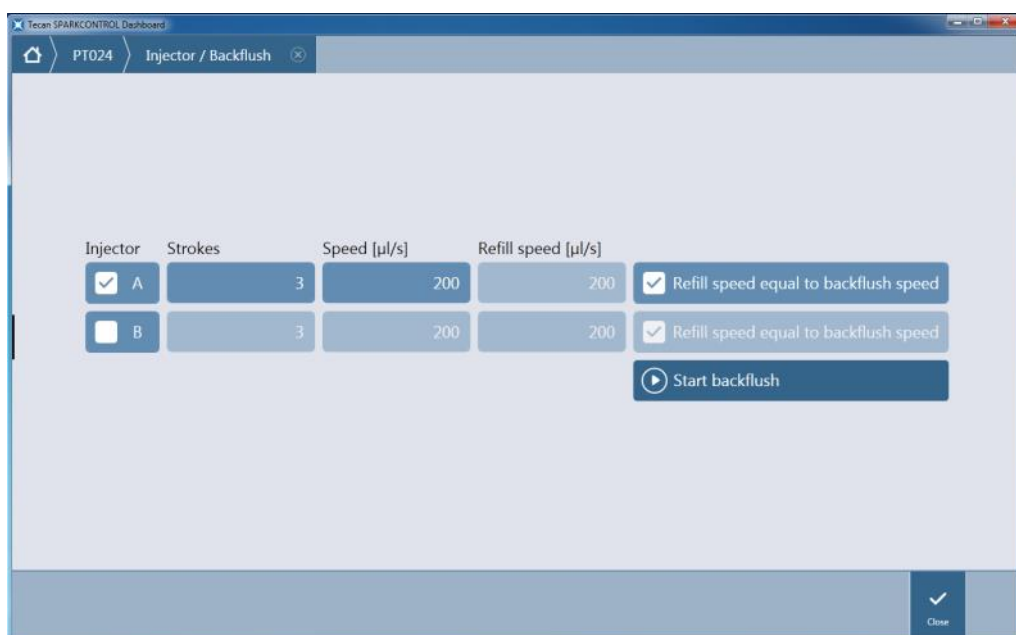 Tecan SPARKCONTROL Dashboard
PT024 Injector / Backflush
Injector Strokes Speed [µl/s] Refill speed [µl/s]
A 3 200 200 Refill speed equal to backflush speed
B 3 200 200 Refill speed equal to backflush speed
Start backflush
Close